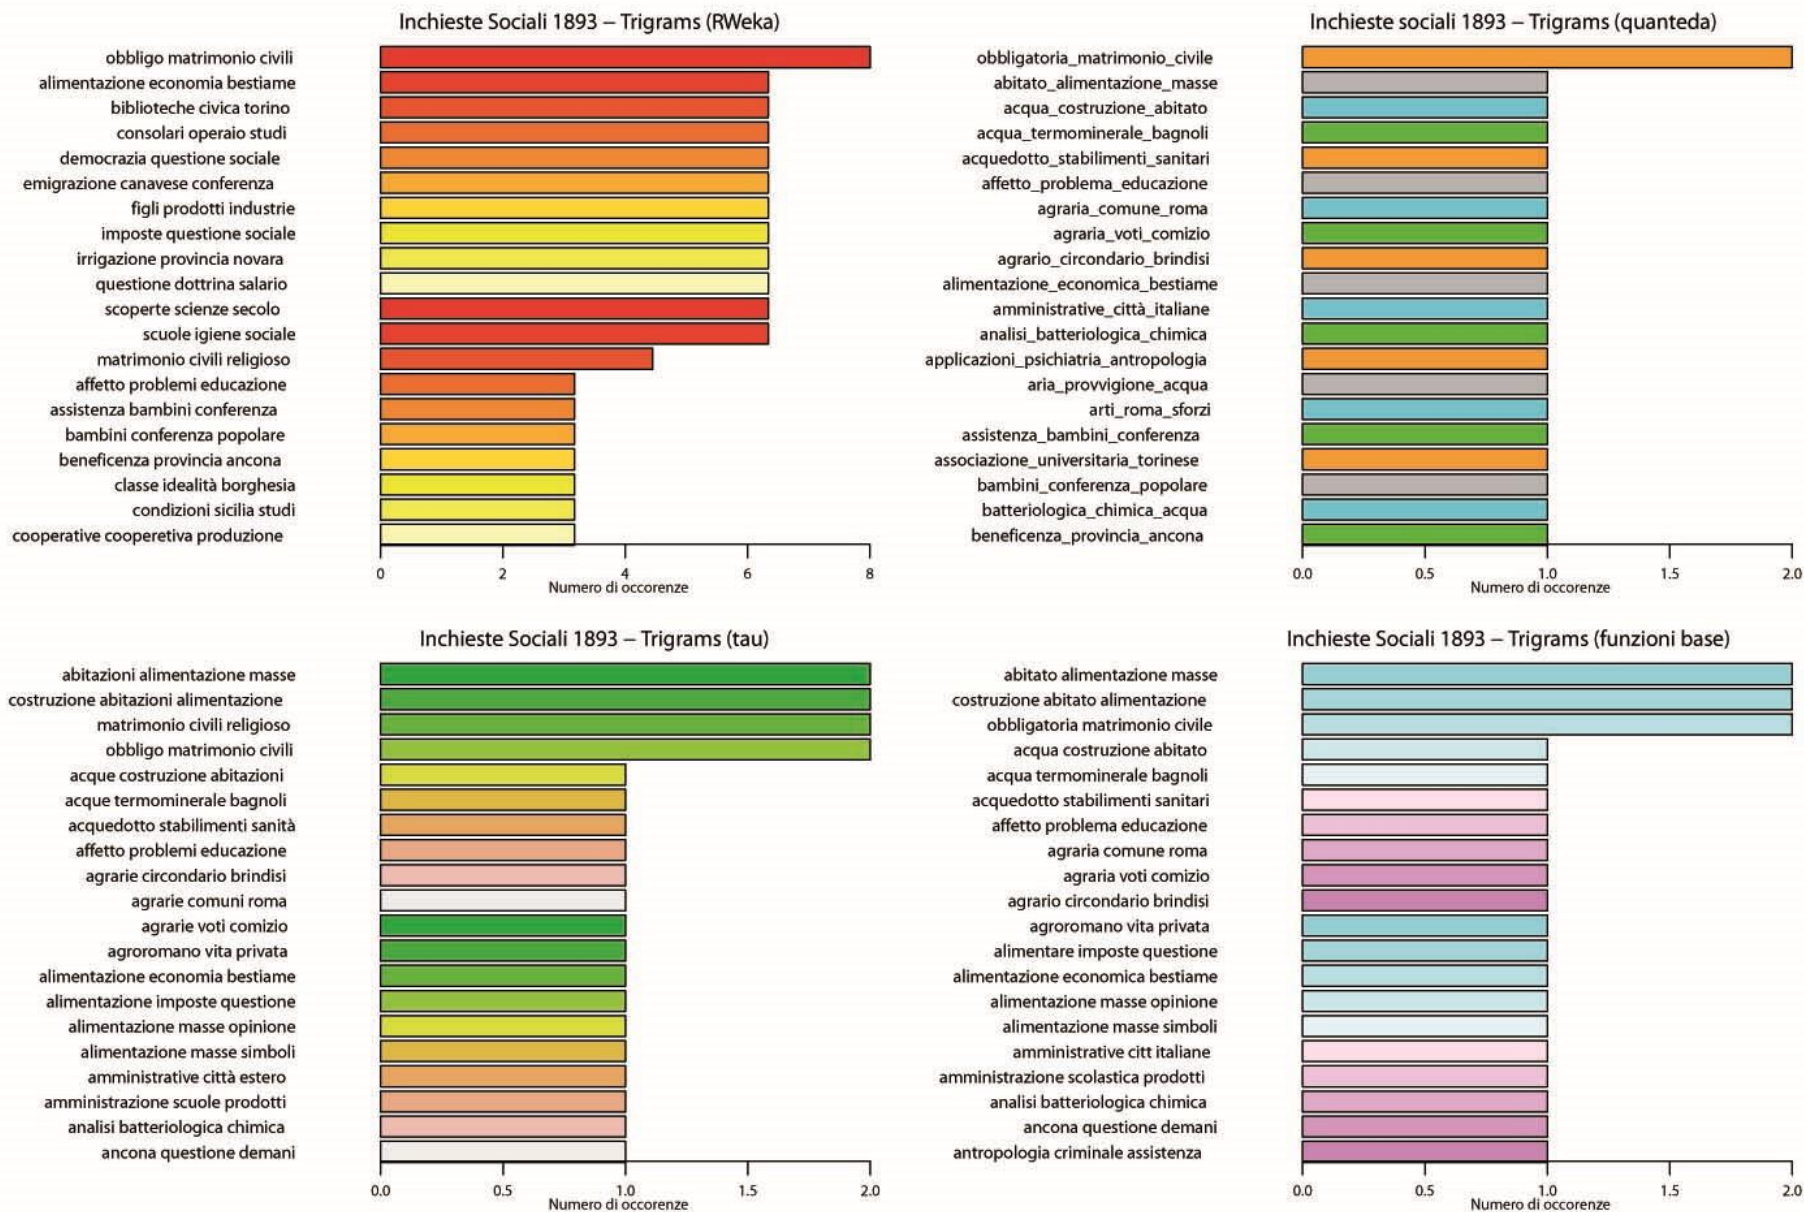 Inchieste Sociali 1893 – Trigrams (RWeka)
obbligo matrimonio civili
alimentazione economia bestiame
biblioteche civica torino
consolari operaio studi
democrazia questione sociale
emigrazione canavese conferenza
figli prodotti industrie
imposte questione sociale
irrigazione provincia novara
questione dottrina salario
scoperte scienze secolo
scuole igiene sociale
matrimonio civili religioso
affetto problemi educazione
assistenza bambini conferenza
bambini conferenza popolare
beneficenza provincia ancona
classe idealità borghesia
condizioni sicilia studi
cooperative cooperetiva produzione
0 2 4 6 8
Numero di occorenze
Inchieste sociali 1893 – Trigrams (quanteda)
obbligatoria_matrimonio_civile
abitato_alimentazione_masse
acqua_costruzione_abitato
acqua_termominerale_bagnoli
acquedotto_stabilimenti_sanitari
affetto_problema_educazione
agraria_comune_roma
agraria_voti_comizio
agrario_circondario_brindisi
alimentazione_economica_bestiame
amministrative_città_italiane
analisi_batteriologica_chimica
applicazioni_psichiatria_antropologia
aria_provvigione_acqua
arti_roma_sforzi
assistenza_bambini_conferenza
associazione_universitaria_torinese
bambini_conferenza_popolare
batteriologica_chimica_acqua
beneficenza_provincia_ancona
0.0 0.5 1.0 1.5 2.0
Numero di occorenze
Inchieste Sociali 1893 – Trigrams (tau)
abitazioni alimentazione masse
costruzione abitazioni alimentazione
matrimonio civili religioso
obbligo matrimonio civili
acque costruzione abitazioni
acque termominerale bagnoli
acquedotto stabilimenti sanità
affetto problemi educazione
agrarie circondario brindisi
agrarie comuni roma
agrarie voti comizio
agroromano vita privata
alimentazione economia bestiame
alimentazione imposte questione
alimentazione masse opinione
alimentazione masse simboli
amministrative città estero
amministrazione scuole prodotti
analisi batteriologica chimica
ancona questione demani
0.0 0.5 1.0 1.5 2.0
Numero di occorenze
Inchieste Sociali 1893 – Trigrams (funzioni base)
abitato alimentazione masse
costruzione abitato alimentazione
obbligatoria matrimonio civile
acqua costruzione abitato
acqua termominerale bagnoli
acquedotto stabilimenti sanitari
affetto problema educazione
agraria comune roma
agraria voti comizio
agrario circondario brindisi
agroromano vita privata
alimentare imposte questione
alimentazione economica bestiame
alimentazione masse opinione
alimentazione masse simboli
amministrative citt italiane
amministrazione scolastica prodotti
analisi batteriologica chimica
ancona questione demani
antropologia criminale assistenza
0.0 0.5 1.0 1.5 2.0
Numero di occorenze